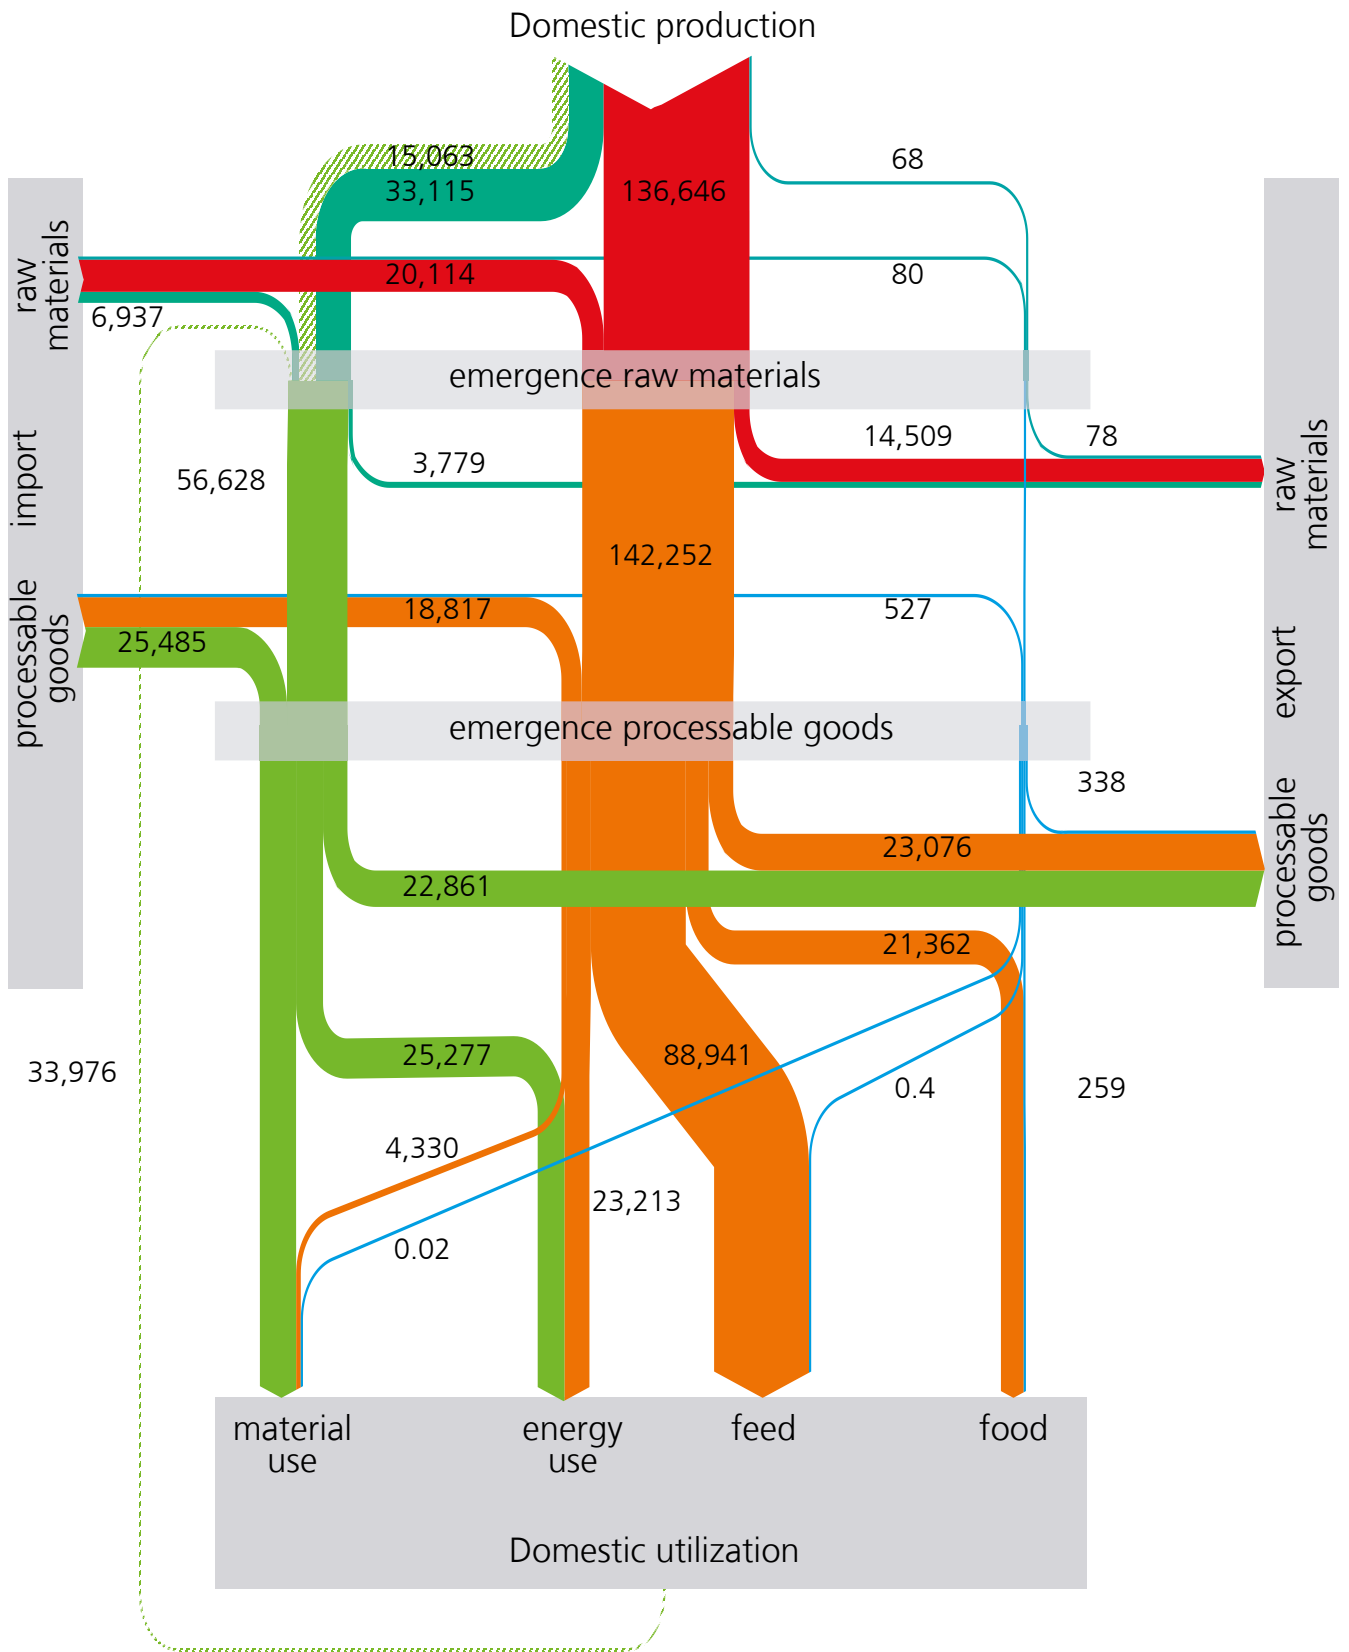 Domestic production
15,063
68
33,115
136,646
raw
materials
20,114
80
6,937
emergence raw materials
14,509
78
3,779
56,628
import
raw
materials
142,252
18,817
527
25,485
processable
goods
export
emergence processable goods
338
23,076
22,861
processable
goods
21,362
25,277
88,941
33,976
0.4
259
4,330
23,213
0.02
material
use
energy
use
feed
food
Domestic utilization